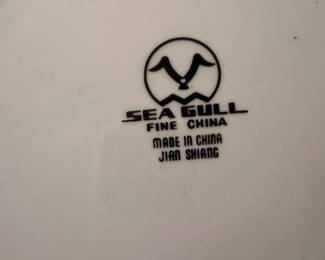 SEA GULL
FINE CHINA
MADE IN CHINA
JIAN SHIANG